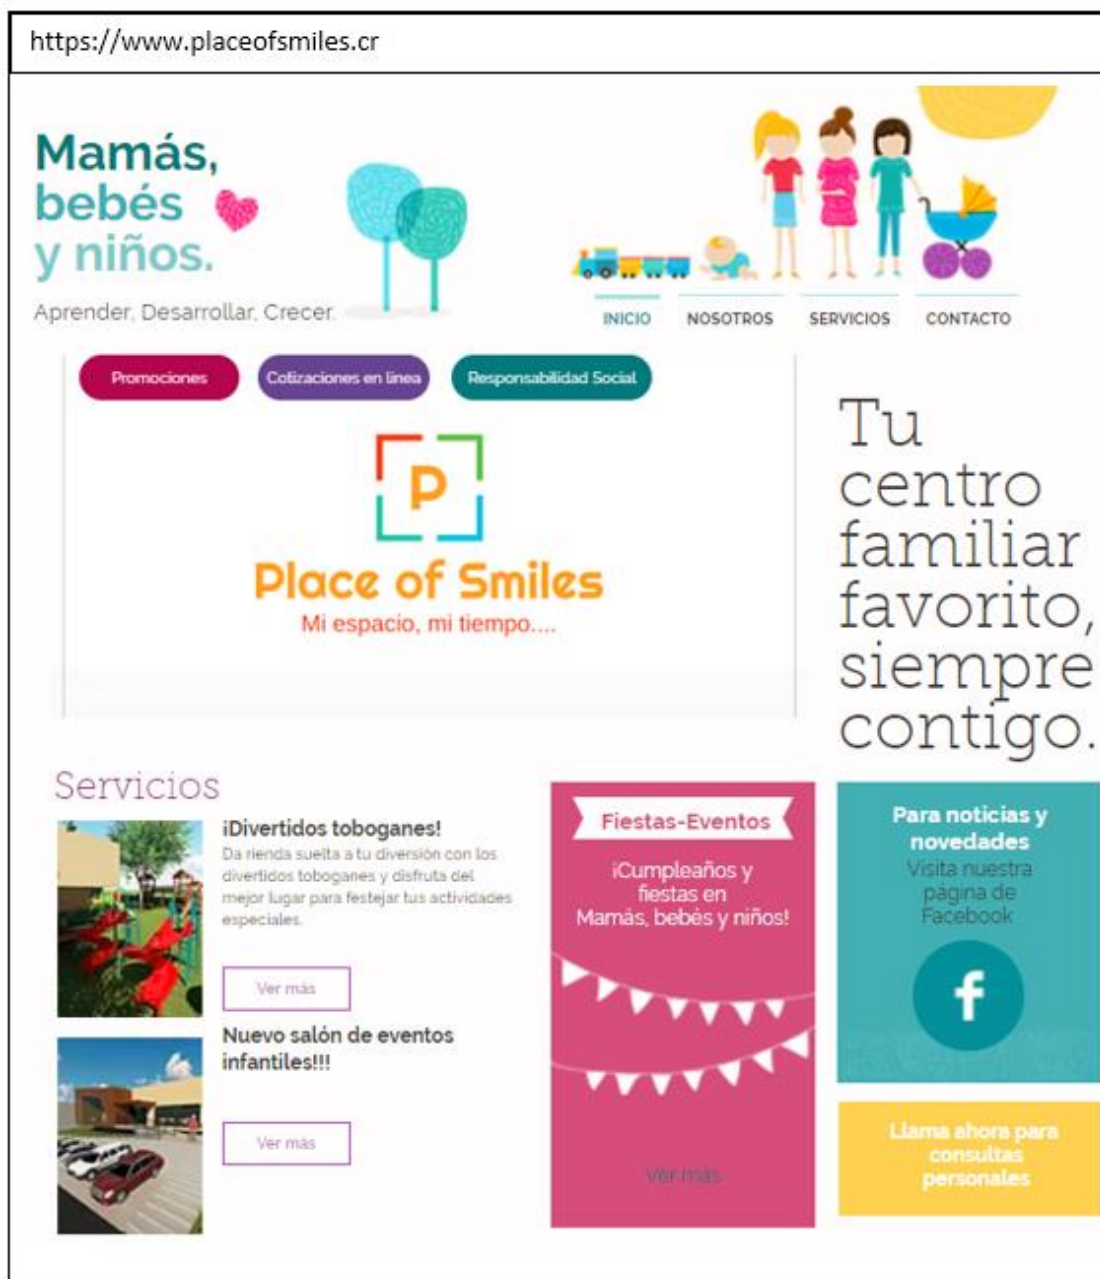 https://www.placeofsmiles.cr
Mamás,
bebés
y niños.
Aprender, Desarrollar, Crecer.
INICIO NOSOTROS SERVICIOS CONTACTO
Promociones Cotizaciones en línea Responsabilidad Social
P
Place of Smiles
Mi espacio, mi tiempo....
Tu
centro
familiar
favorito,
siempre
contigo.
Servicios
¡Divertidos toboganes!
Da rienda suelta a tu diversión con los
divertidos toboganes y disfruta del
mejor lugar para festejar tus actividades
especiales.
Ver más
Nuevo salón de eventos
infantiles!!!
Ver más
Fiestas-Eventos
¡Cumpleaños y
fiestas en
Mamás, bebés y niños!
Ver más
Para noticias y
novedades
Visita nuestra
página de
Facebook
f
Llama ahora para
consultas
personales